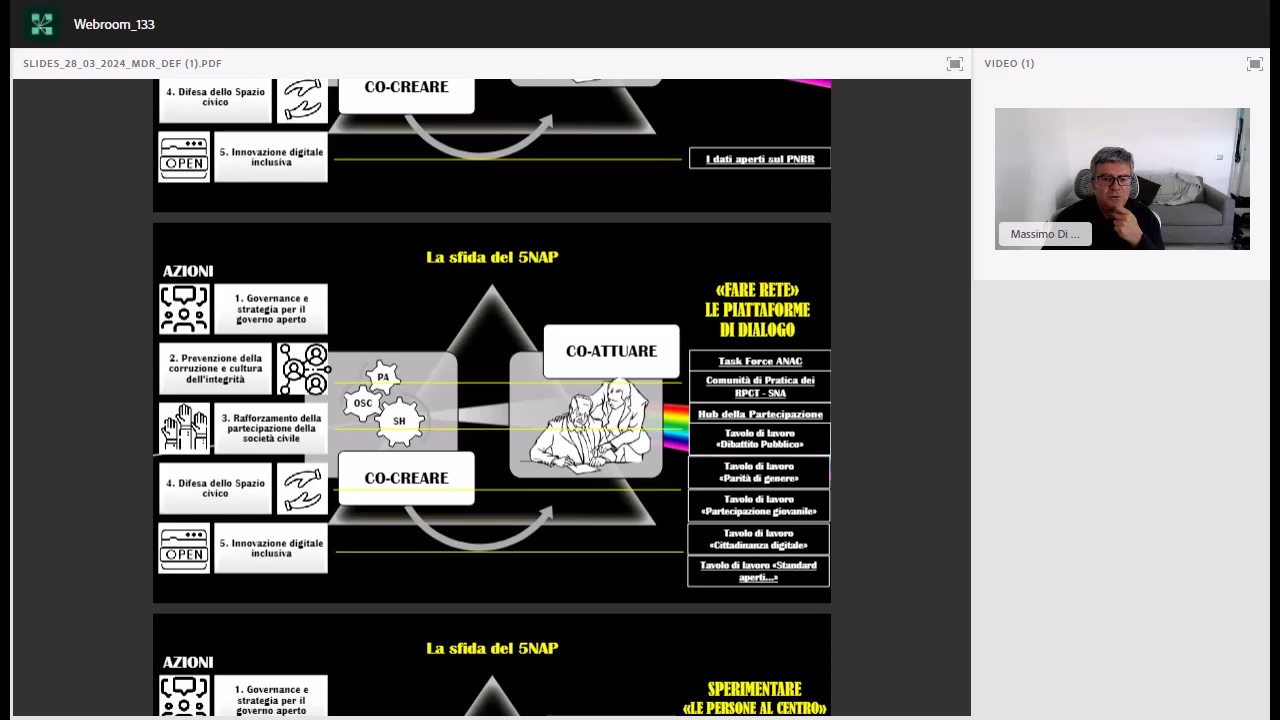 Webroom_133
SLIDES_28_03_2024_MDR_DEF (1).PDF
VIDEO (1)
4. Difesa dello Spazio
civico
CO-CREARE
5. Innovazione digitale
inclusiva
OPEN
I dati aperti sul PNRR
La sfida del 5NAP
AZIONI
1. Governance e
strategia per il
governo aperto
2. Prevenzione della
corruzione e cultura
dell'integrità
3. Rafforzamento della
partecipazione della
società civile
4. Difesa dello Spazio
civico
OPEN
5. Innovazione digitale
inclusiva
PA
OSC
SH
CO-CREARE
CO-ATTUARE
«FARE RETE»
LE PIATTAFORME
DI DIALOGO
Task Force ANAC
Comunità di Pratica dei
RPCT - SNA
Hub della Partecipazione
Tavolo di lavoro
«Dibattito Pubblico»
Tavolo di lavoro
«Parità di genere»
Tavolo di lavoro
«Partecipazione giovanile»
Tavolo di lavoro
«Cittadinanza digitale»
Tavolo di lavoro «Standard
aperti...»
La sfida del 5NAP
AZIONI
1. Governance e
strategia per il
governo aperto
SPERIMENTARE
«LE PERSONE AL CENTRO»
Massimo Di ...